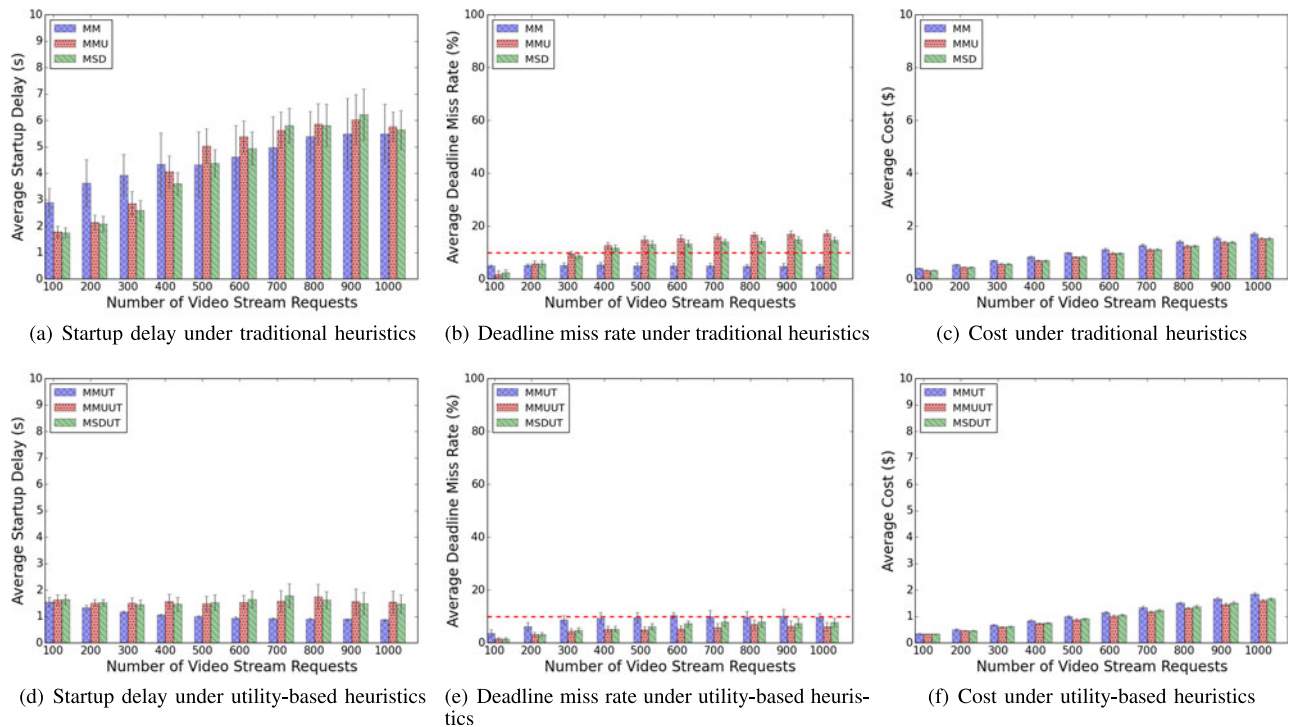 10
9
8
7
6
5
4
3
2
1
0
Average Startup Delay (s)
MM
MMU
MSD
100 200 300 400 500 600 700 800 900 1000
Number of Video Stream Requests
(a) Startup delay under traditional heuristics
100
80
60
40
20
0
Average Deadline Miss Rate (%)
MM
MMU
MSD
100 200 300 400 500 600 700 800 900 1000
Number of Video Stream Requests
(b) Deadline miss rate under traditional heuristics
10
8
6
4
2
0
Average Cost ($)
MM
MMU
MSD
100 200 300 400 500 600 700 800 900 1000
Number of Video Stream Requests
(c) Cost under traditional heuristics
10
9
8
7
6
5
4
3
2
1
0
Average Startup Delay (s)
MMUT
MMUUT
MSDUT
100 200 300 400 500 600 700 800 900 1000
Number of Video Stream Requests
(d) Startup delay under utility-based heuristics
100
80
60
40
20
0
Average Deadline Miss Rate (%)
MMUT
MMUUT
MSDUT
100 200 300 400 500 600 700 800 900 1000
Number of Video Stream Requests
(e) Deadline miss rate under utility-based heuris-
tics
10
9
8
7
6
5
4
3
2
1
0
Average Cost ($)
MMUT
MMUUT
MSDUT
100 200 300 400 500 600 700 800 900 1000
Number of Video Stream Requests
(f) Cost under utility-based heuristics